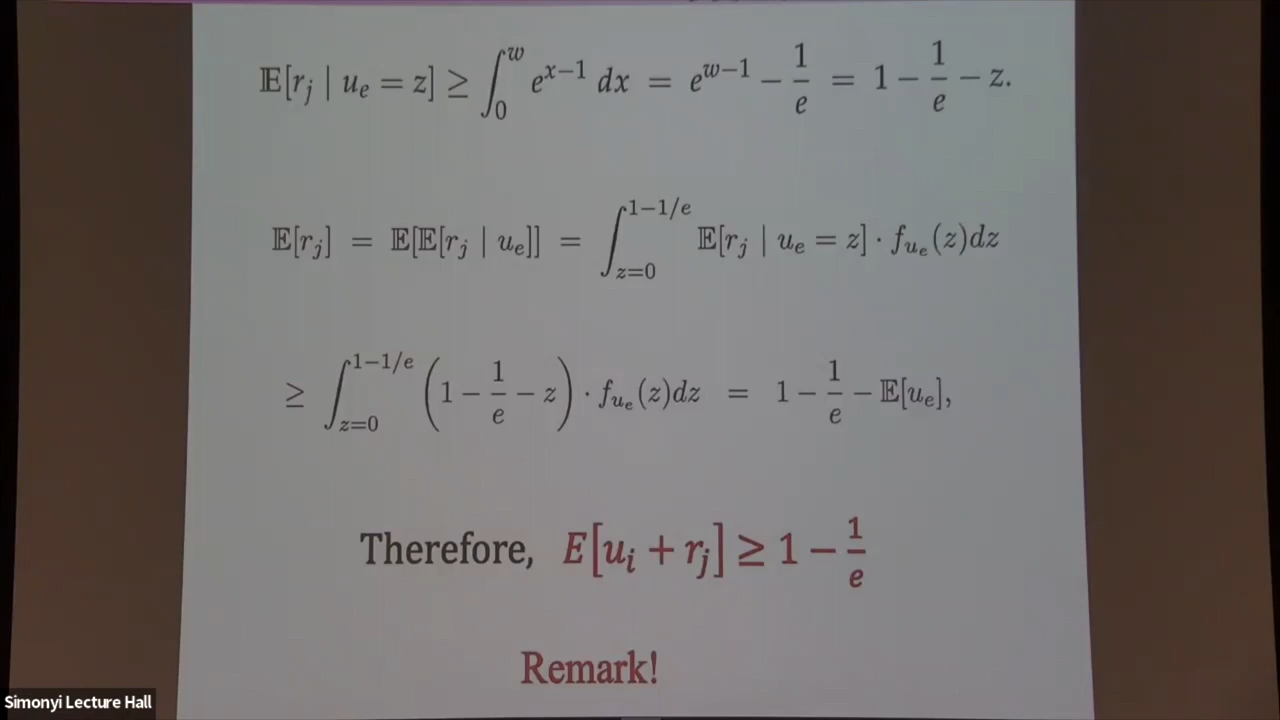 𝔼[r_j | u_e = z] ≥ ∫_0^w e^{x−1} dx = e^{w−1} − 1/e = 1 − 1/e − z.
𝔼[r_j] = 𝔼[𝔼[r_j | u_e]] = ∫_{z=0}^{1−1/e} 𝔼[r_j | u_e = z] · f_{u_e}(z)dz
≥ ∫_{z=0}^{1−1/e} (1 − 1/e − z) · f_{u_e}(z)dz = 1 − 1/e − 𝔼[u_e],
Therefore, E[u_i + r_j] ≥ 1 − 1/e
Remark!
Simonyi Lecture Hall